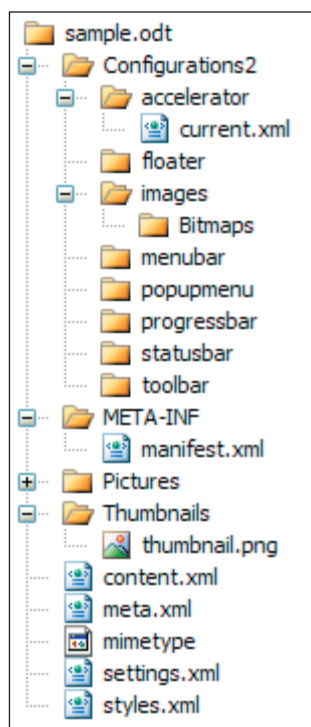 sample.odt
Configurations2
accelerator
current.xml
floater
images
Bitmaps
menubar
popupmenu
progressbar
statusbar
toolbar
META-INF
manifest.xml
Pictures
Thumbnails
thumbnail.png
content.xml
meta.xml
mimetype
settings.xml
styles.xml